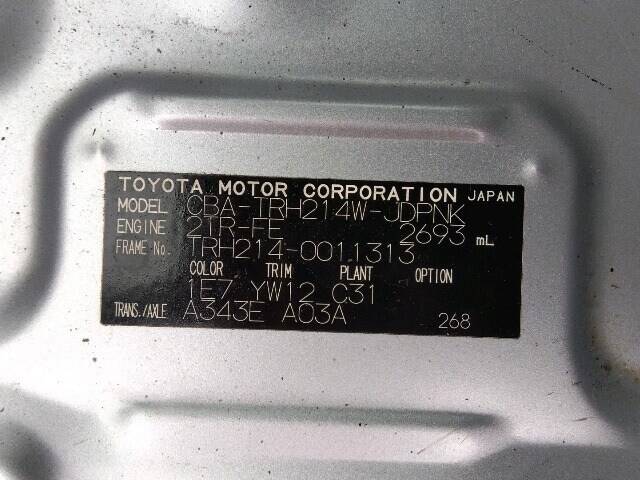 TOYOTA MOTOR CORPORATION JAPAN
MODEL CBA-TRH214W-JDPNK
ENGINE 2TR-FE 2693 mL
FRAME No. TRH214-0011313
COLOR TRIM PLANT OPTION
1E7 YW12 C31
TRANS./AXLE A343E A03A 268